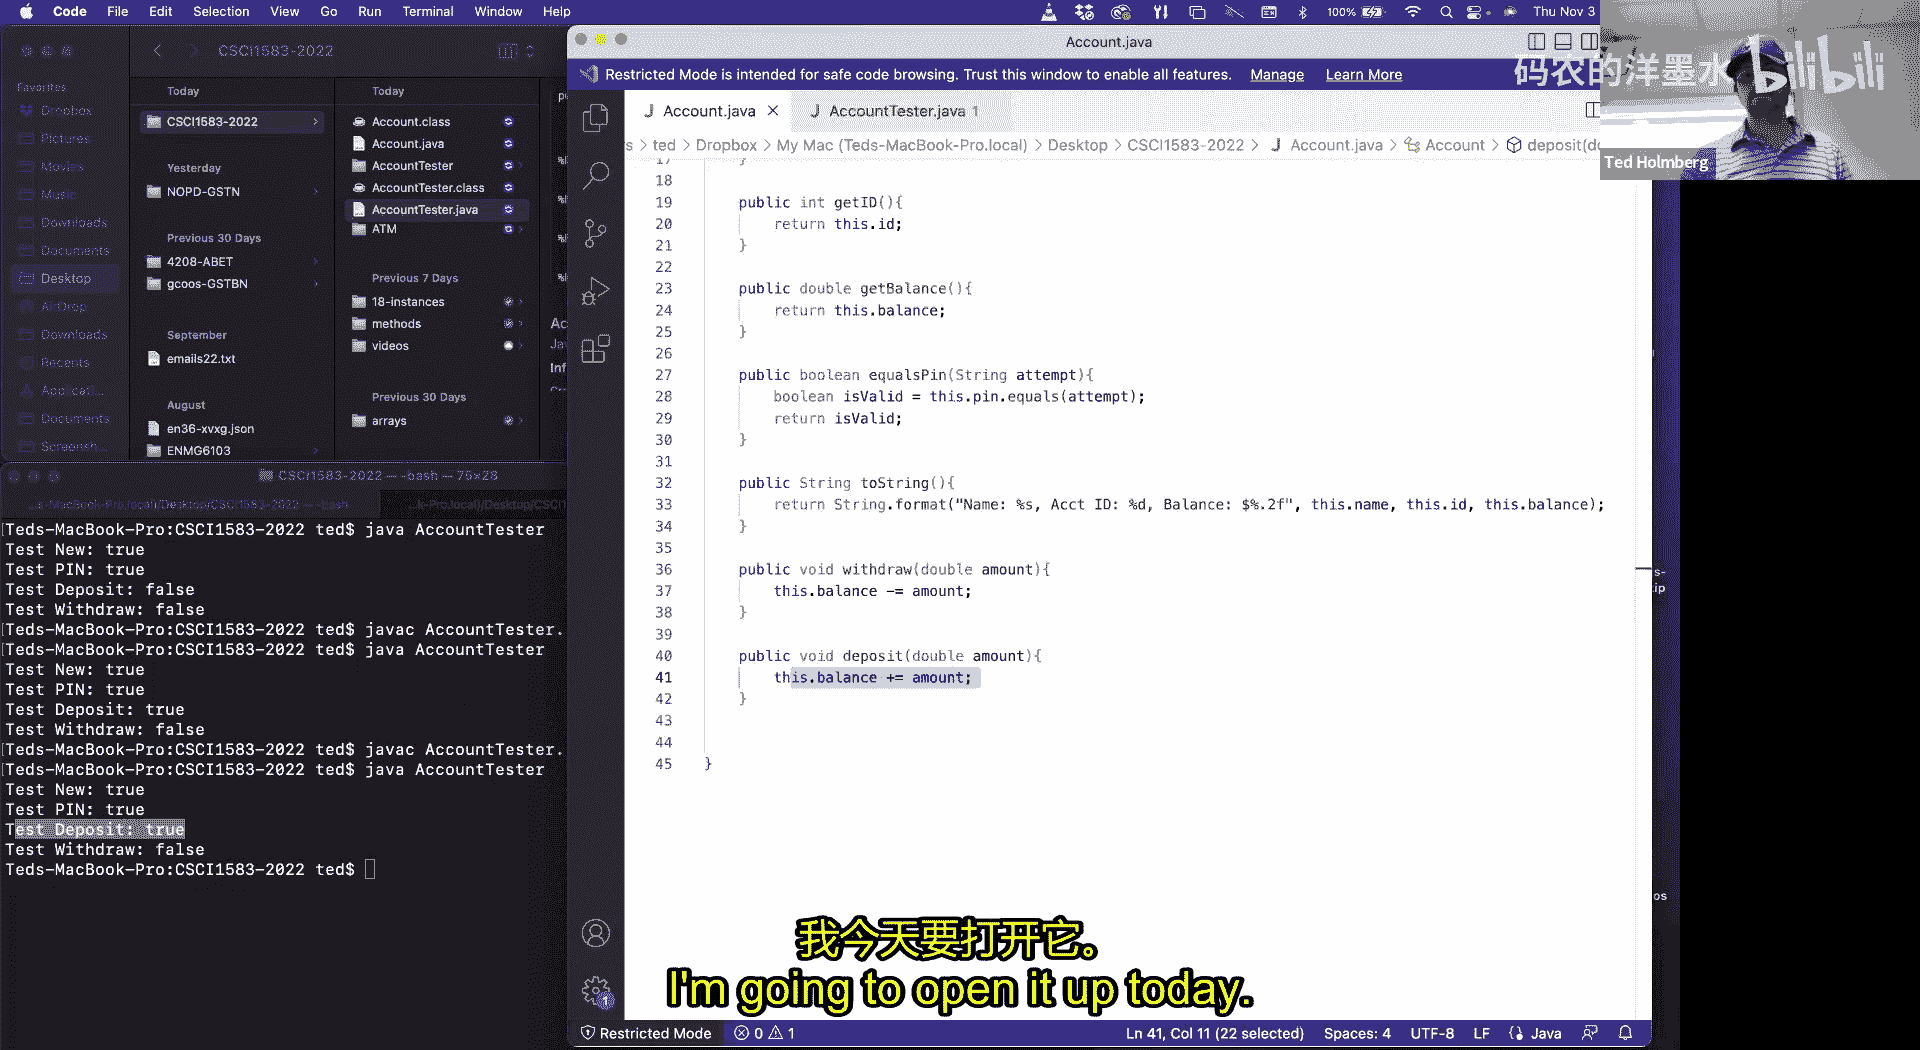 Code File Edit Selection View Go Run Terminal Window Help 100% Thu Nov 3
CSCI1583-2022
Favorites
Dropbox
Pictures
Movies
Music
Downloads
Documents
Desktop
AirDrop
Downloads
Recents
Applicati...
Documents
Screensh...
Today
CSCI1583-2022
Yesterday
NOPD-GSTN
Previous 30 Days
4208-ABET
gcoos-GSTBN
September
emails22.txt
August
en36-xvxg.json
ENMG6103
Today
Account.class
Account.java
AccountTester
AccountTester.class
AccountTester.java
ATM
Previous 7 Days
18-instances
methods
videos
Previous 30 Days
arrays
CSCI1583-2022 — -bash — 75×28
Teds-MacBook-Pro:CSCI1583-2022 ted$ java AccountTester
Test New: true
Test PIN: true
Test Deposit: false
Test Withdraw: false
Teds-MacBook-Pro:CSCI1583-2022 ted$ javac AccountTester.
Teds-MacBook-Pro:CSCI1583-2022 ted$ java AccountTester
Test New: true
Test PIN: true
Test Deposit: true
Test Withdraw: false
Teds-MacBook-Pro:CSCI1583-2022 ted$ javac AccountTester.
Teds-MacBook-Pro:CSCI1583-2022 ted$ java AccountTester
Test New: true
Test PIN: true
Test Deposit: true
Test Withdraw: false
Teds-MacBook-Pro:CSCI1583-2022 ted$
Account.java
Restricted Mode is intended for safe code browsing. Trust this window to enable all features. Manage Learn More
Account.java AccountTester.java 1
s > ted > Dropbox > My Mac (Teds-MacBook-Pro.local) > Desktop > CSCI1583-2022 > Account.java > Account > deposit(do
17 }
18
19 public int getID(){
20 return this.id;
21 }
22
23 public double getBalance(){
24 return this.balance;
25 }
26
27 public boolean equalsPin(String attempt){
28 boolean isValid = this.pin.equals(attempt);
29 return isValid;
30 }
31
32 public String toString(){
33 return String.format("Name: %s, Acct ID: %d, Balance: $%.2f", this.name, this.id, this.balance);
34 }
35
36 public void withdraw(double amount){
37 this.balance -= amount;
38 }
39
40 public void deposit(double amount){
41 this.balance += amount;
42 }
43
44
45 }
码农的洋墨水 bilibili
Ted Holmberg
我今天要打开它。
I'm going to open it up today.
Restricted Mode 0 1 Ln 41, Col 11 (22 selected) Spaces: 4 UTF-8 LF Java